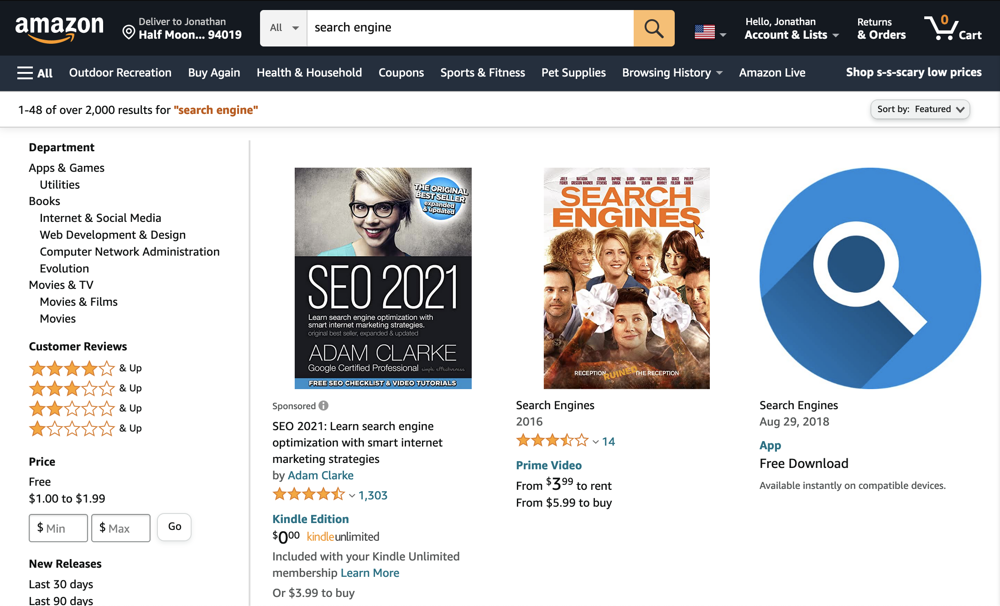 amazon
Deliver to Jonathan
Half Moon... 94019
All
search engine
Hello, Jonathan
Account & Lists
Returns
& Orders
0
Cart
All
Outdoor Recreation
Buy Again
Health & Household
Coupons
Sports & Fitness
Pet Supplies
Browsing History
Amazon Live
Shop s-s-scary low prices
1-48 of over 2,000 results for "search engine"
Sort by: Featured
Department
Apps & Games
Utilities
Books
Internet & Social Media
Web Development & Design
Computer Network Administration
Evolution
Movies & TV
Movies & Films
Movies
Customer Reviews
& Up
& Up
& Up
& Up
Price
Free
$1.00 to $1.99
$ Min
$ Max
Go
New Releases
Last 30 days
Last 90 days
THE ORIGINAL
BEST SELLER
expanded
& updated
SEO 2021
Learn search engine optimization with
smart internet marketing strategies.
original best seller, expanded & updated
ADAM CLARKE
Google Certified Professional simple effectiveness
FREE SEO CHECKLIST & VIDEO TUTORIALS
Sponsored
SEO 2021: Learn search engine
optimization with smart internet
marketing strategies
by Adam Clarke
1,303
Kindle Edition
$000 kindleunlimited
Included with your Kindle Unlimited
membership Learn More
Or $3.99 to buy
JOELY FISHER
NATASHA GREGSON WAGNER
CONNIE STEVENS
DAPHNE ZUNIGA
BARRY WATSON
JONATHAN SLAVIN
MICHAEL MUHNEY
GRACE FOLSOM
PHILIPP KARNER
SEARCH
ENGINES
RECEPTION RUINED THE RECEPTION
Search Engines
2016
14
Prime Video
From $399 to rent
From $5.99 to buy
Search Engines
Aug 29, 2018
App
Free Download
Available instantly on compatible devices.